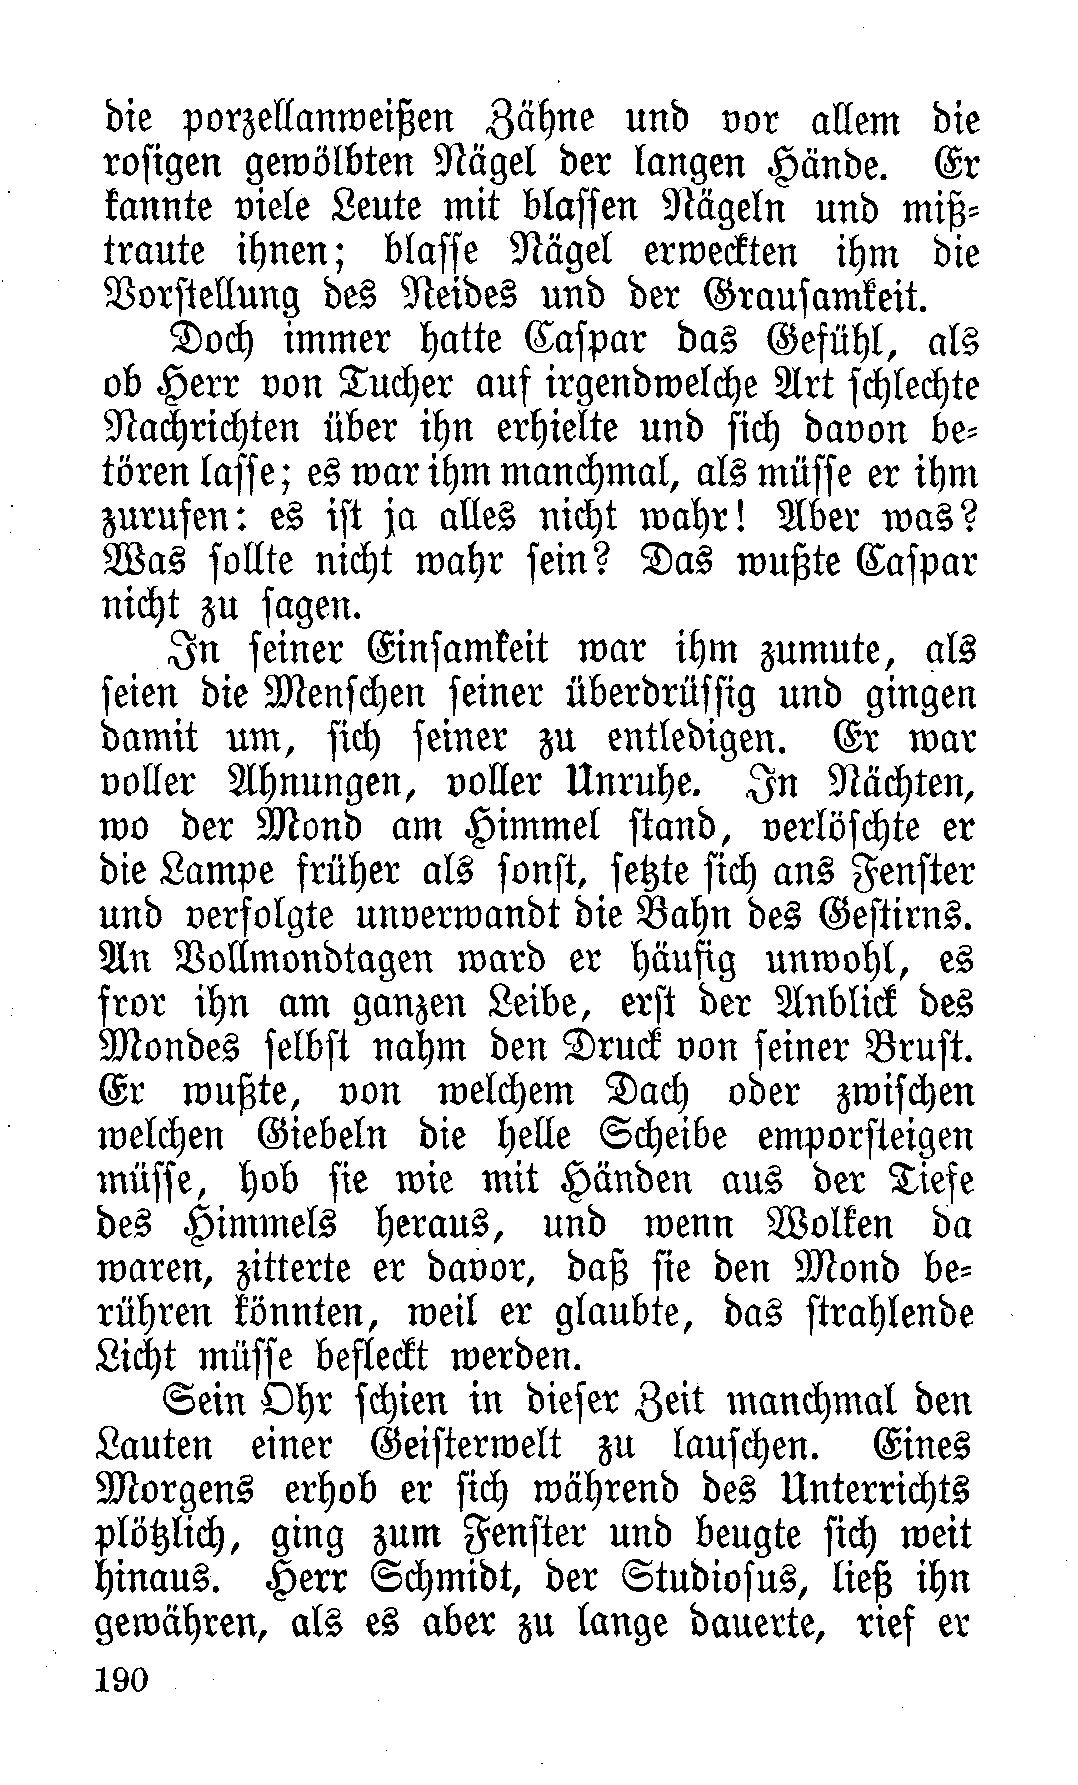 die porzellanweißen Zähne und vor allem die
rosigen gewölbten Nägel der langen Hände. Er
kannte viele Leute mit blassen Nägeln und miß-
traute ihnen; blasse Nägel erweckten ihm die
Vorstellung des Neides und der Grausamkeit.
Doch immer hatte Caspar das Gefühl, als
ob Herr von Tucher auf irgendwelche Art schlechte
Nachrichten über ihn erhielte und sich davon be-
tören lasse; es war ihm manchmal, als müsse er ihm
zurufen: es ist ja alles nicht wahr! Aber was?
Was sollte nicht wahr sein? Das wußte Caspar
nicht zu sagen.
In seiner Einsamkeit war ihm zumute, als
seien die Menschen seiner überdrüssig und gingen
damit um, sich seiner zu entledigen. Er war
voller Ahnungen, voller Unruhe. In Nächten,
wo der Mond am Himmel stand, verlöschte er
die Lampe früher als sonst, setzte sich ans Fenster
und verfolgte unverwandt die Bahn des Gestirns.
An Vollmondtagen ward er häufig unwohl, es
fror ihn am ganzen Leibe, erst der Anblick des
Mondes selbst nahm den Druck von seiner Brust.
Er wußte, von welchem Dach oder zwischen
welchen Giebeln die helle Scheibe emporsteigen
müsse, hob sie wie mit Händen aus der Tiefe
des Himmels heraus, und wenn Wolken da
waren, zitterte er davor, daß sie den Mond be-
rühren könnten, weil er glaubte, das strahlende
Licht müsse befleckt werden.
Sein Ohr schien in dieser Zeit manchmal den
Lauten einer Geisterwelt zu lauschen. Eines
Morgens erhob er sich während des Unterrichts
plötzlich, ging zum Fenster und beugte sich weit
hinaus. Herr Schmidt, der Studiosus, ließ ihn
gewähren, als es aber zu lange dauerte, rief er
190